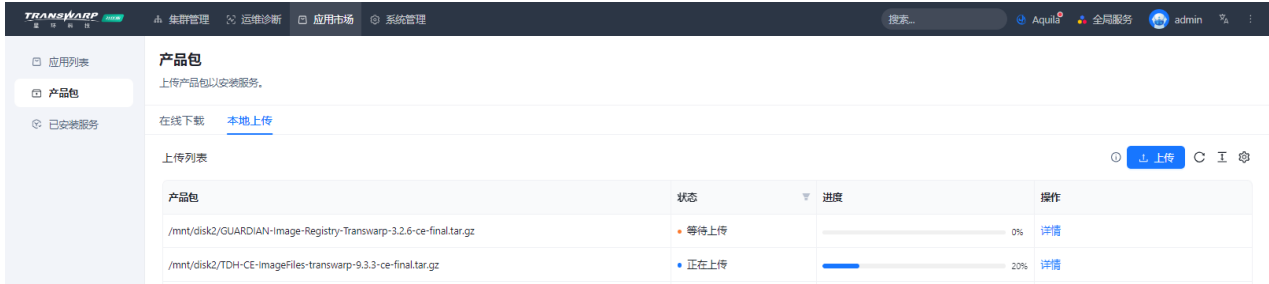 TRANSWARP
星 环 科 技
集群管理 运维诊断 应用市场 系统管理 搜索... Aquila 全局服务 admin
应用列表
产品包
已安装服务
产品包
上传产品包以安装服务。
在线下载 本地上传
上传列表 上传
产品包 状态 进度 操作
/mnt/disk2/GUARDIAN-Image-Registry-Transwarp-3.2.6-ce-final.tar.gz 等待上传 0% 详情
/mnt/disk2/TDH-CE-ImageFiles-transwarp-9.3.3-ce-final.tar.gz 正在上传 20% 详情